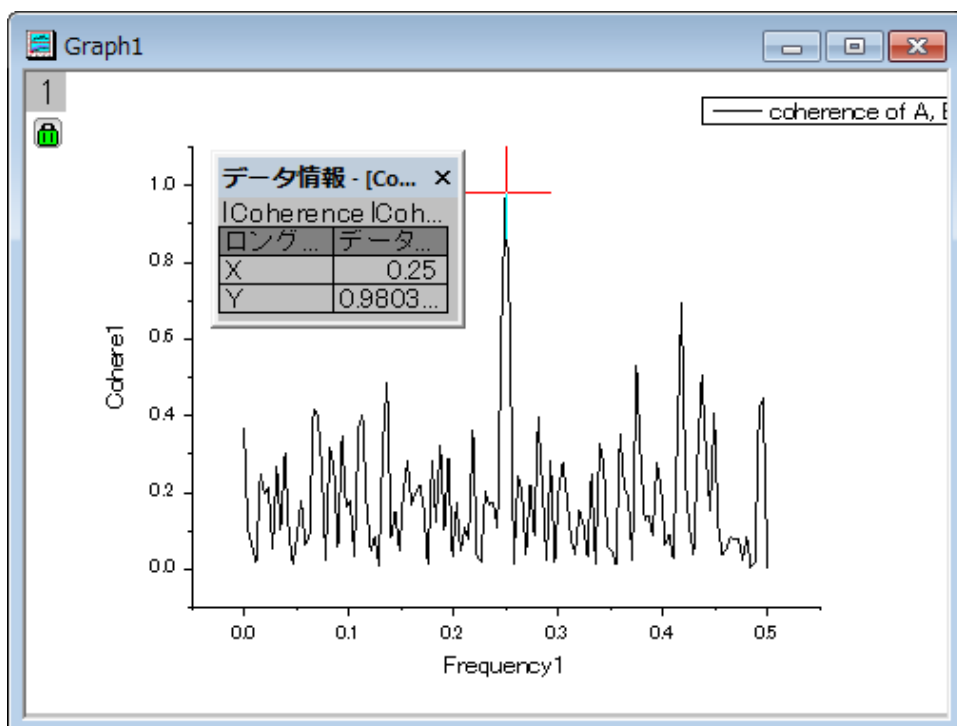 Graph1
1
coherence of A,
データ情報 - [Co... ×
|Coherence |Coh...
ロング... データ...
X 0.25
Y 0.9803...
1.0
0.8
0.6
0.4
0.2
0.0
Cohere1
0.0 0.1 0.2 0.3 0.4 0.5
Frequency1